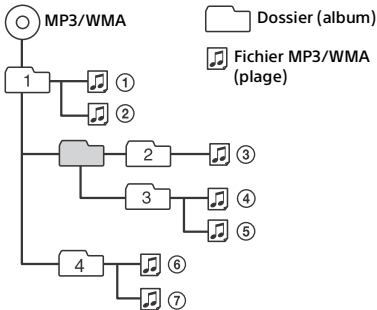 MP3/WMA
Dossier (album)
Fichier MP3/WMA
(plage)
1
①
②
2
③
3
④
⑤
4
⑥
⑦